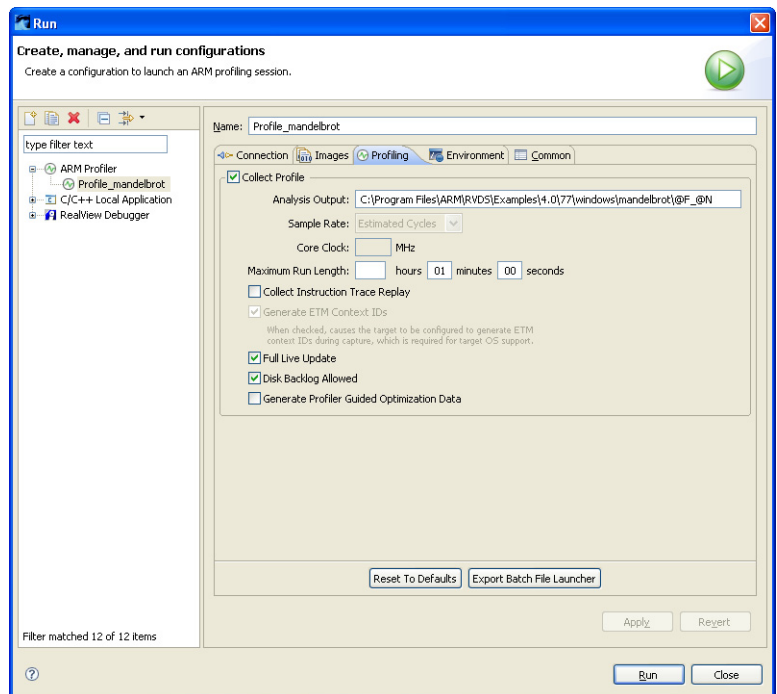 Run
Create, manage, and run configurations
Create a configuration to launch an ARM profiling session.
type filter text
ARM Profiler
Profile_mandelbrot
C/C++ Local Application
RealView Debugger
Filter matched 12 of 12 items
Name: Profile_mandelbrot
Connection Images Profiling Environment Common
Collect Profile
Analysis Output: C:\Program Files\ARM\RVDS\Examples\4.0\77\windows\mandelbrot\@F_@N
Sample Rate: Estimated Cycles
Core Clock: MHz
Maximum Run Length: hours 01 minutes 00 seconds
Collect Instruction Trace Replay
Generate ETM Context IDs
When checked, causes the target to be configured to generate ETM
context IDs during capture, which is required for target OS support.
Full Live Update
Disk Backlog Allowed
Generate Profiler Guided Optimization Data
Reset To Defaults Export Batch File Launcher
Apply Revert
Run Close